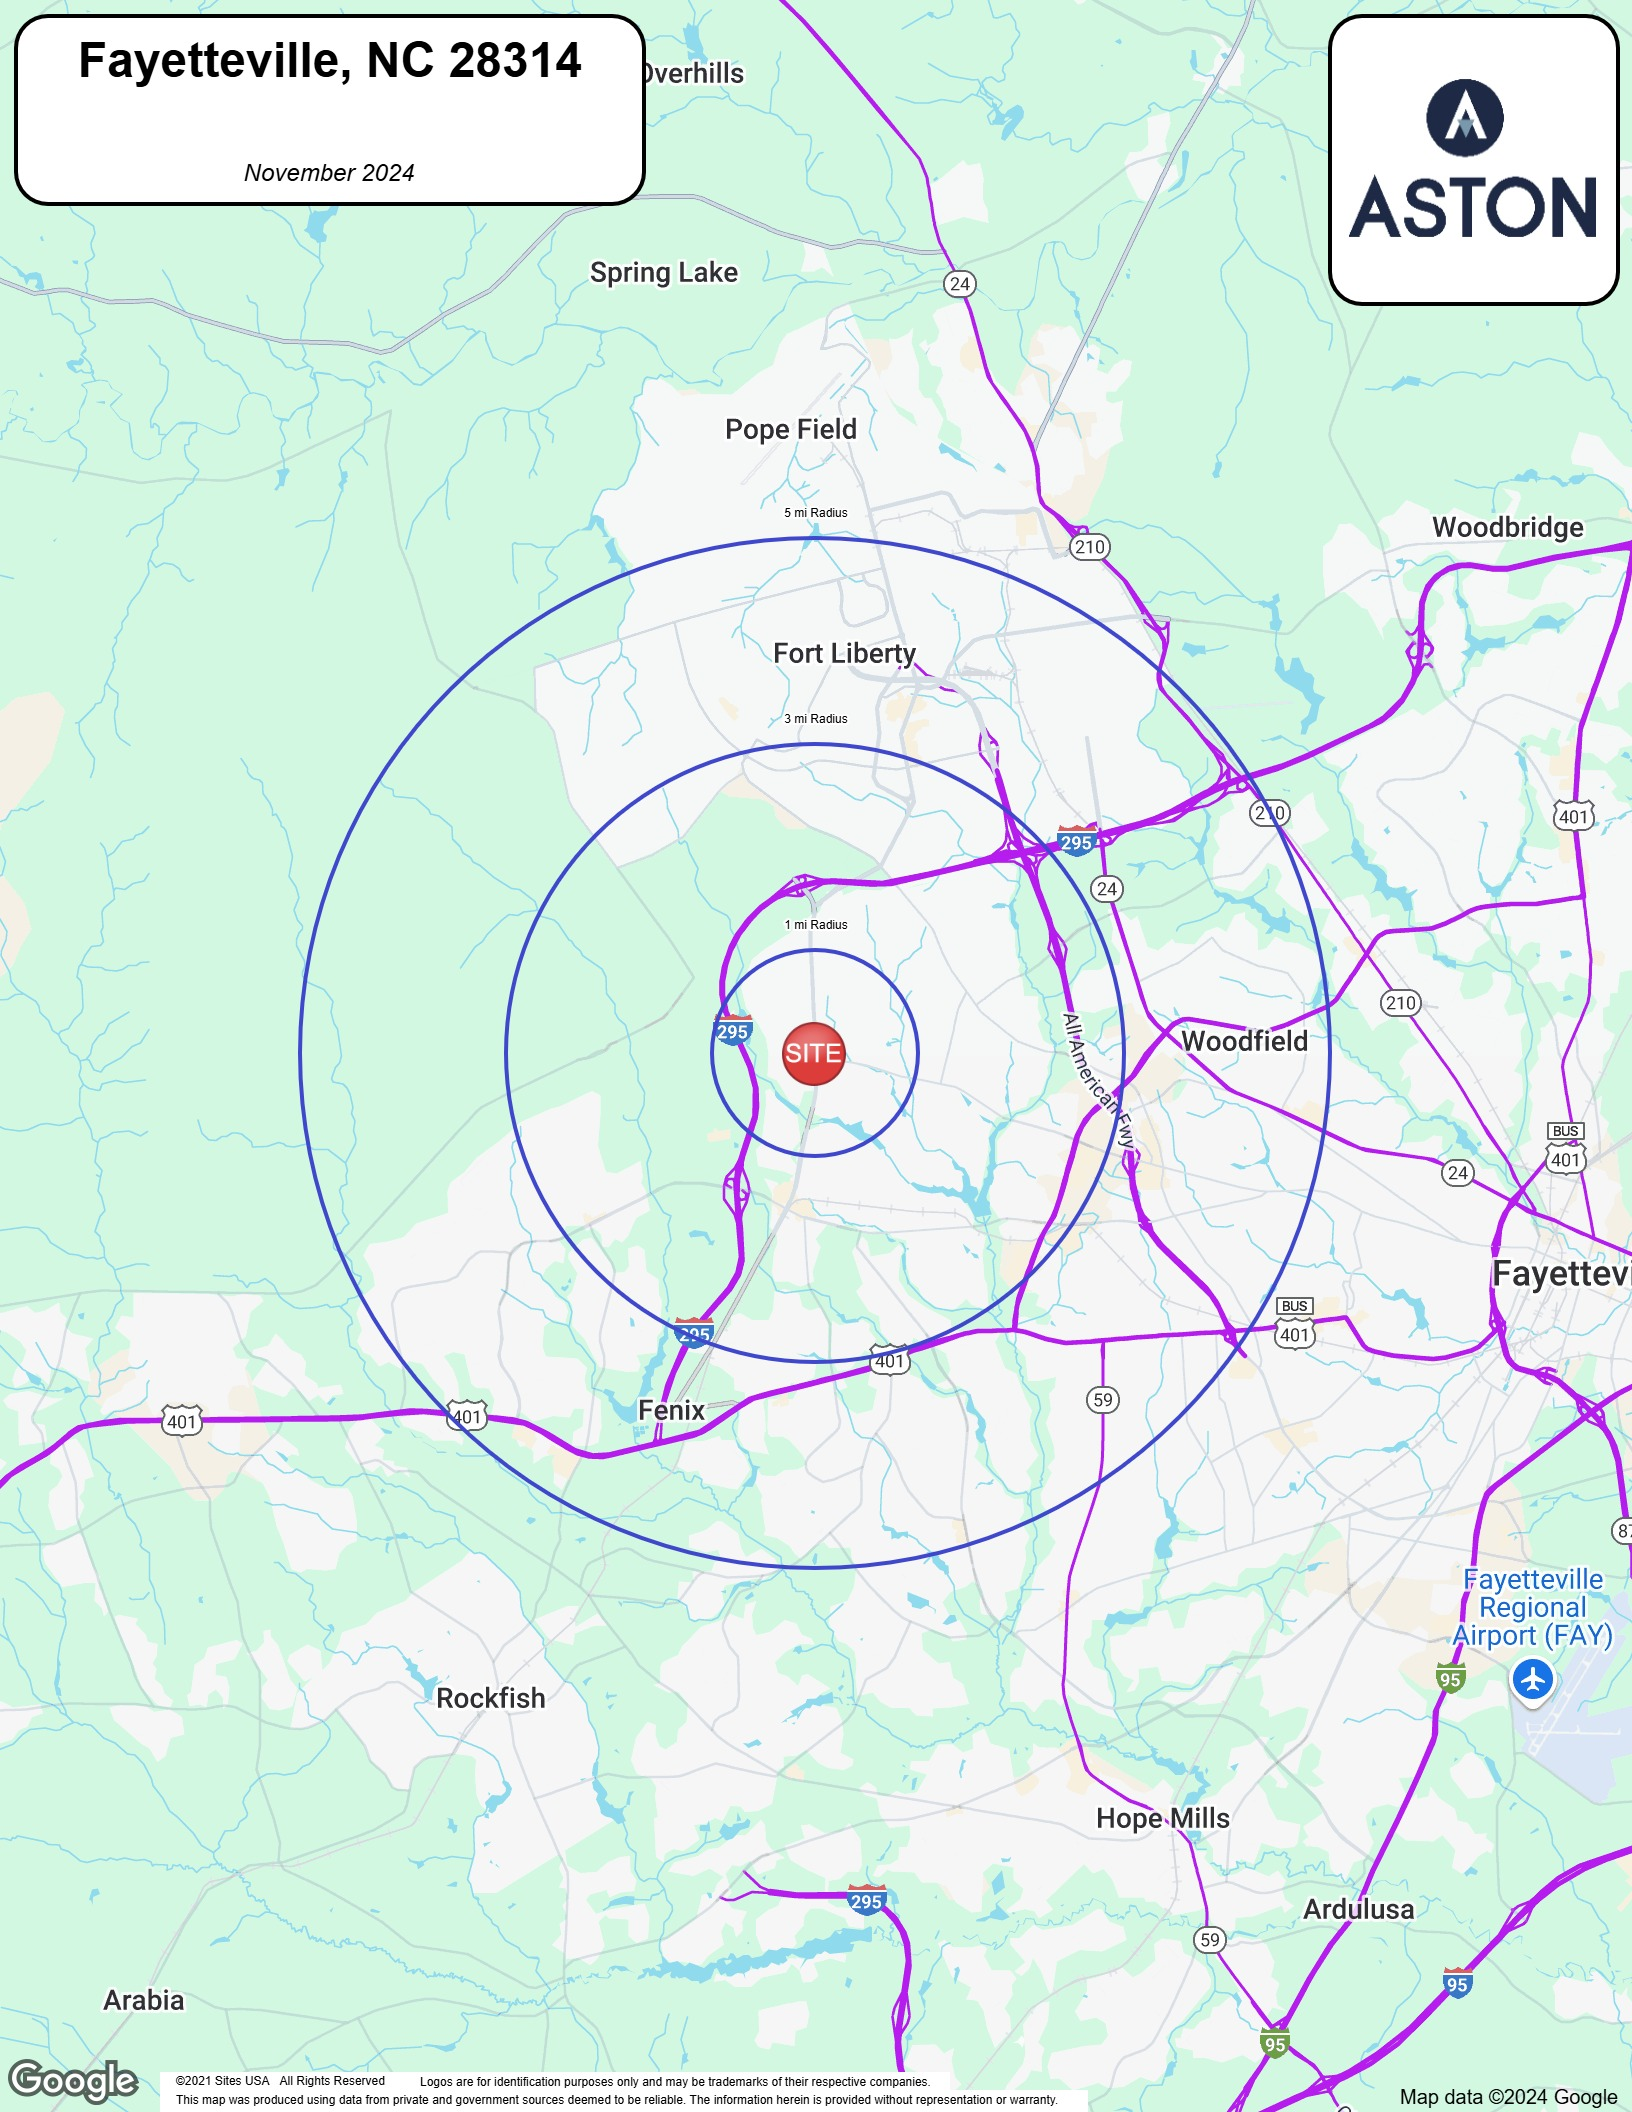 Fayetteville, NC 28314
November 2024
ASTON
Overhills
Spring Lake
24
Pope Field
5 mi Radius
Woodbridge
210
Fort Liberty
3 mi Radius
210
401
295
24
1 mi Radius
210
295
SITE
All American Fwy
Woodfield
BUS
401
24
Fayettevi
BUS
401
295
401
59
Fenix
401
401
87
Fayetteville
Regional
Airport (FAY)
95
Rockfish
Hope Mills
295
Ardulusa
59
95
Arabia
95
Google
©2021 Sites USA All Rights Reserved Logos are for identification purposes only and may be trademarks of their respective companies.
This map was produced using data from private and government sources deemed to be reliable. The information herein is provided without representation or warranty.
Map data ©2024 Google